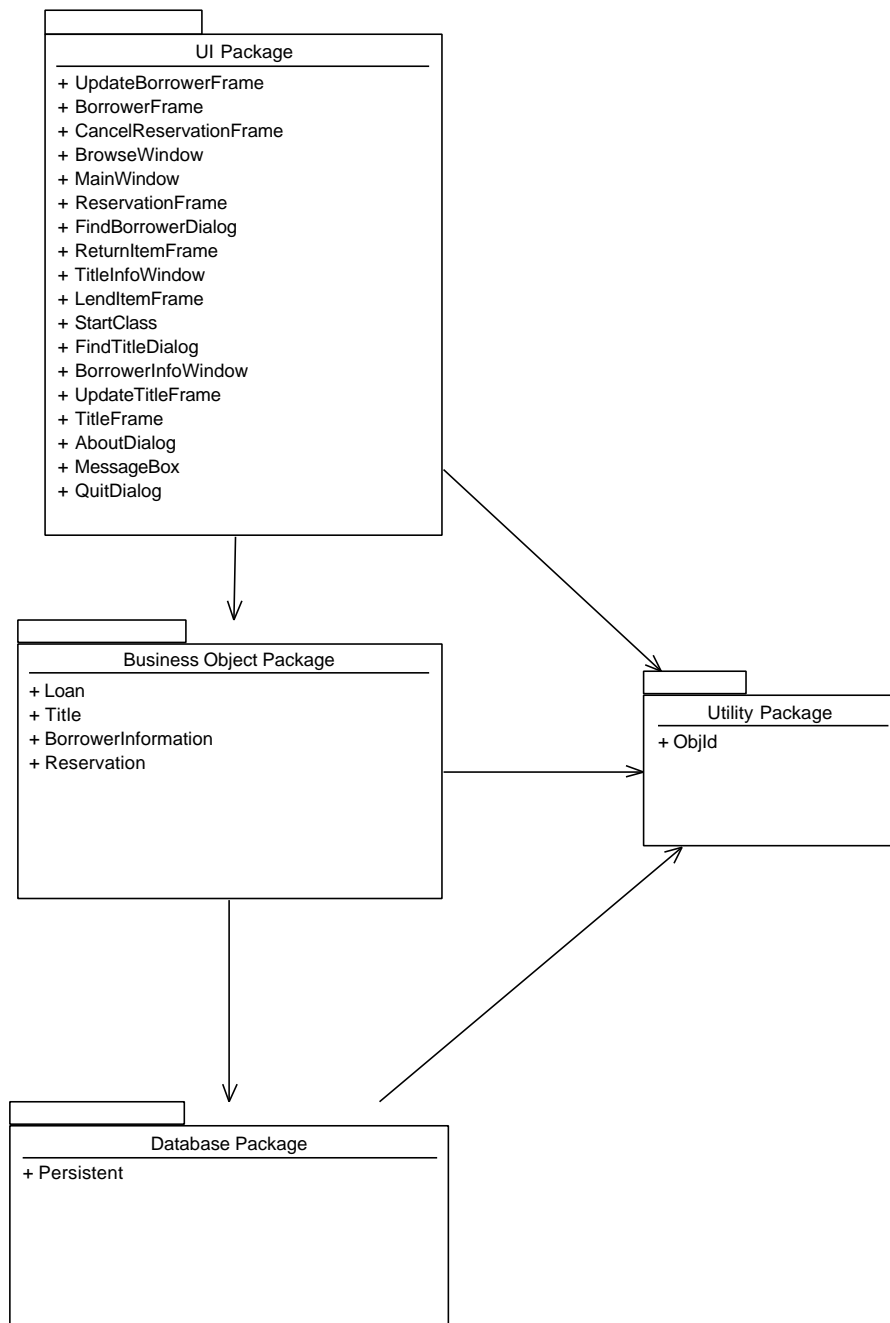 UI Package
+ UpdateBorrowerFrame
+ BorrowerFrame
+ CancelReservationFrame
+ BrowseWindow
+ MainWindow
+ ReservationFrame
+ FindBorrowerDialog
+ ReturnItemFrame
+ TitleInfoWindow
+ LendItemFrame
+ StartClass
+ FindTitleDialog
+ BorrowerInfoWindow
+ UpdateTitleFrame
+ TitleFrame
+ AboutDialog
+ MessageBox
+ QuitDialog
Business Object Package
+ Loan
+ Title
+ BorrowerInformation
+ Reservation
Utility Package
+ ObjId
Database Package
+ Persistent